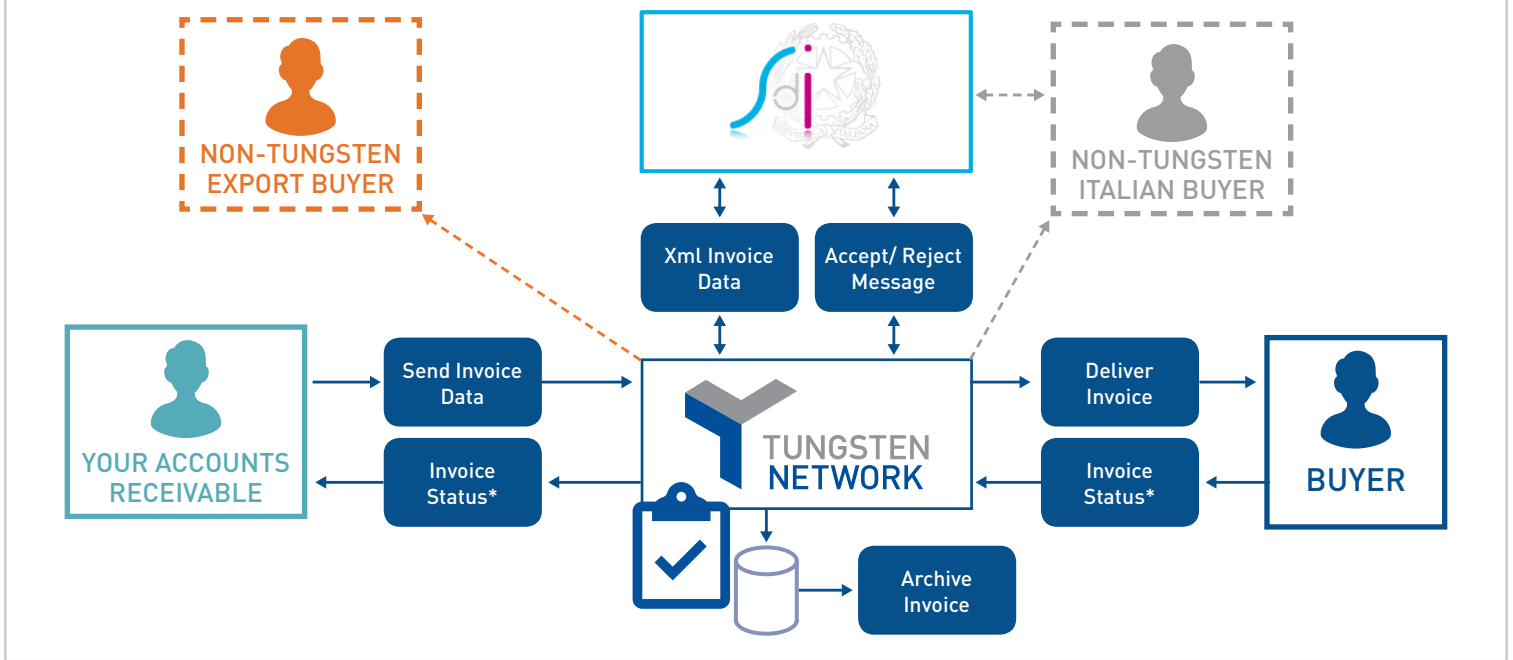 NON-TUNGSTEN
EXPORT BUYER
Sdi
NON-TUNGSTEN
ITALIAN BUYER
Xml Invoice
Data
Accept/ Reject
Message
YOUR ACCOUNTS
RECEIVABLE
Send Invoice
Data
Invoice
Status*
TUNGSTEN
NETWORK
Deliver
Invoice
Invoice
Status*
BUYER
Archive
Invoice